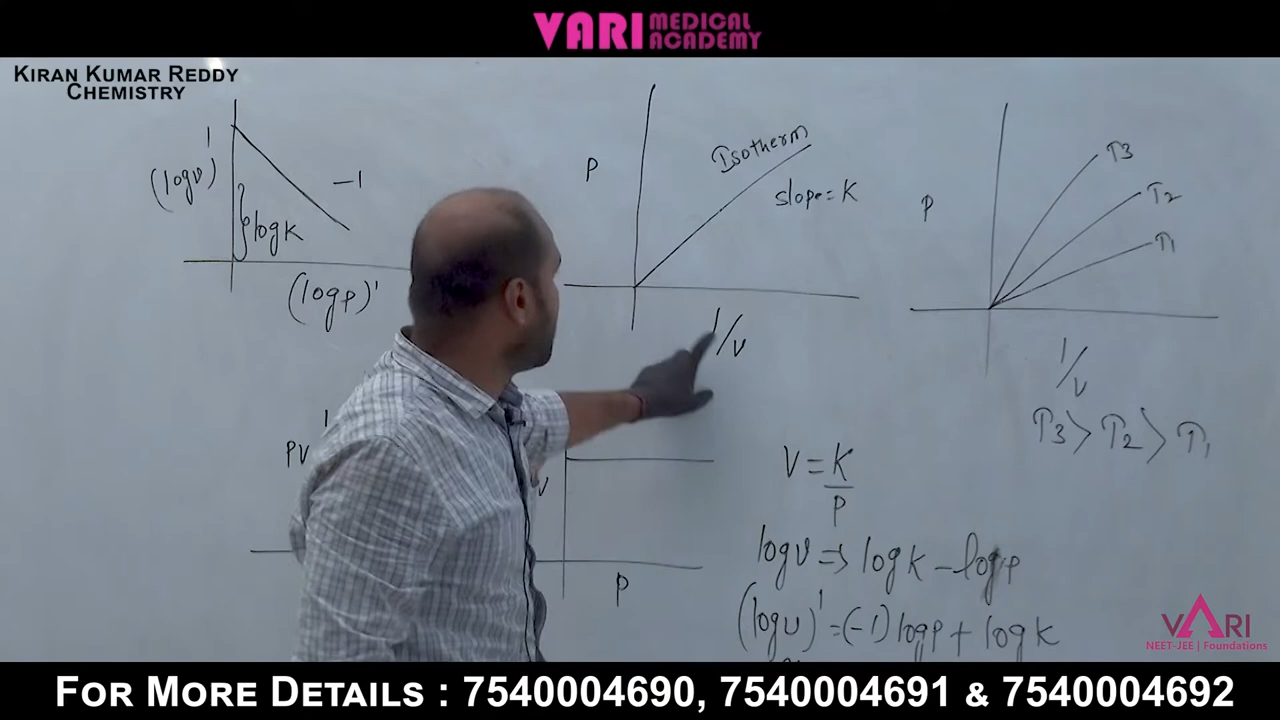 VARI MEDICAL ACADEMY
KIRAN KUMAR REDDY
CHEMISTRY
(logv)'
-1
logK
(logp)'
P
Isotherm
slope=K
1/v
P
T3
T2
T1
1/v
T3 > T2 > T1
PV
V
P
V = K/P
logv => logK - logp
(logv)' = (-1) logp + logK
VARI
NEET-JEE | Foundations
FOR MORE DETAILS : 7540004690, 7540004691 & 7540004692